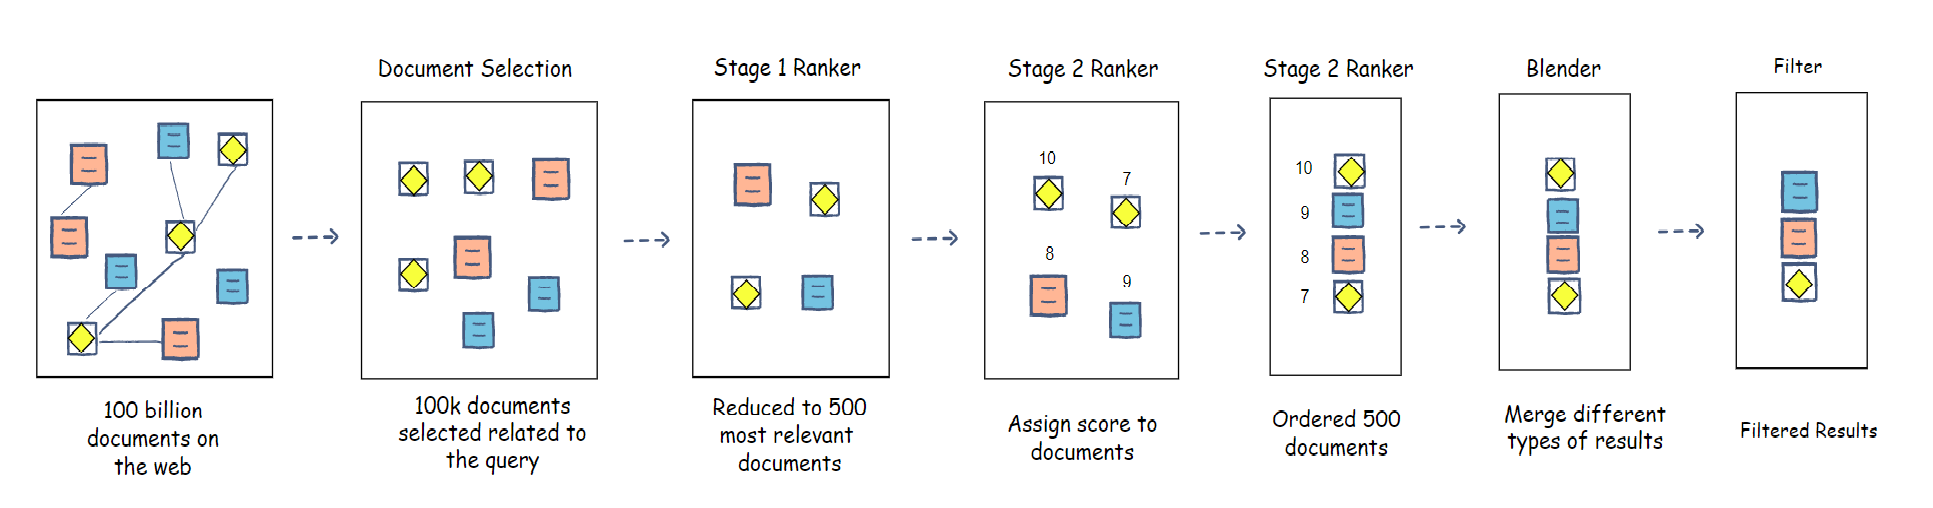 Document Selection
Stage 1 Ranker
Stage 2 Ranker
Stage 2 Ranker
Blender
Filter
10
7
8
9
10
9
8
7
100 billion
documents on
the web
100k documents
selected related to
the query
Reduced to 500
most relevant
documents
Assign score to
documents
Ordered 500
documents
Merge different
types of results
Filtered Results